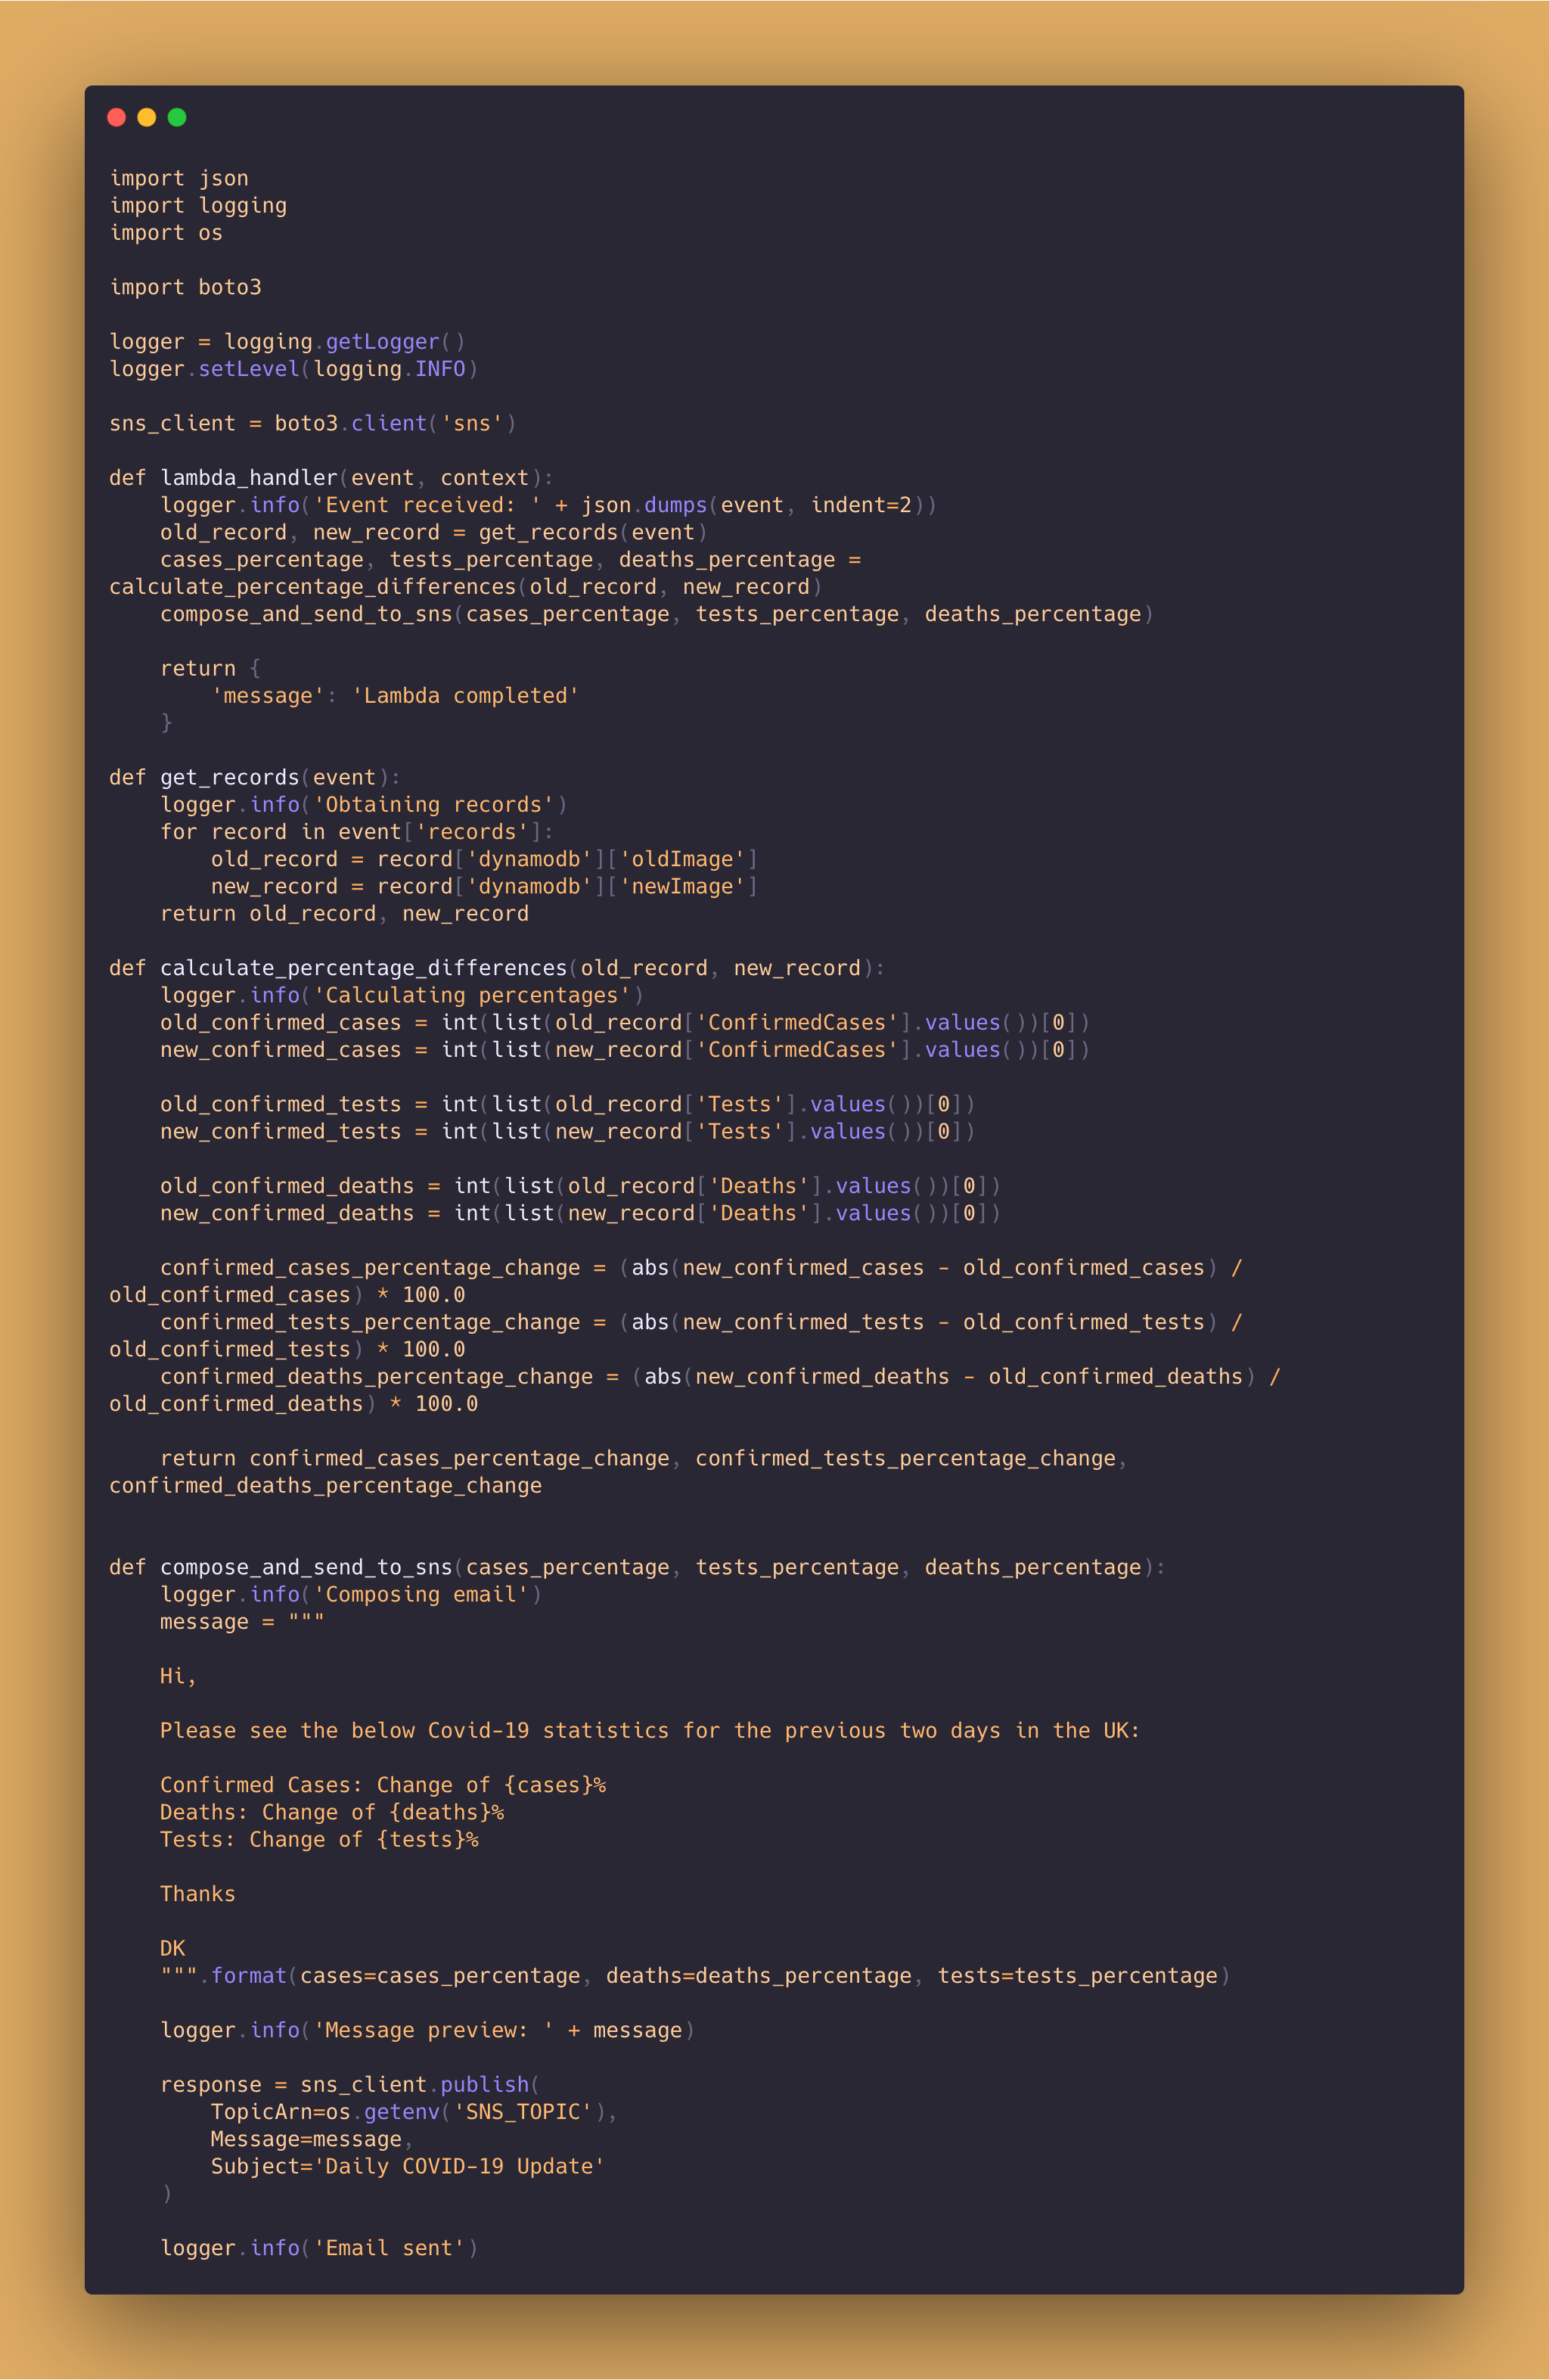 import json
import logging
import os

import boto3

logger = logging.getLogger()
logger.setLevel(logging.INFO)

sns_client = boto3.client('sns')

def lambda_handler(event, context):
    logger.info('Event received: ' + json.dumps(event, indent=2))
    old_record, new_record = get_records(event)
    cases_percentage, tests_percentage, deaths_percentage =
calculate_percentage_differences(old_record, new_record)
    compose_and_send_to_sns(cases_percentage, tests_percentage, deaths_percentage)

    return {
        'message': 'Lambda completed'
    }

def get_records(event):
    logger.info('Obtaining records')
    for record in event['records']:
        old_record = record['dynamodb']['oldImage']
        new_record = record['dynamodb']['newImage']
    return old_record, new_record

def calculate_percentage_differences(old_record, new_record):
    logger.info('Calculating percentages')
    old_confirmed_cases = int(list(old_record['ConfirmedCases'].values())[0])
    new_confirmed_cases = int(list(new_record['ConfirmedCases'].values())[0])

    old_confirmed_tests = int(list(old_record['Tests'].values())[0])
    new_confirmed_tests = int(list(new_record['Tests'].values())[0])

    old_confirmed_deaths = int(list(old_record['Deaths'].values())[0])
    new_confirmed_deaths = int(list(new_record['Deaths'].values())[0])

    confirmed_cases_percentage_change = (abs(new_confirmed_cases - old_confirmed_cases) /
old_confirmed_cases) * 100.0
    confirmed_tests_percentage_change = (abs(new_confirmed_tests - old_confirmed_tests) /
old_confirmed_tests) * 100.0
    confirmed_deaths_percentage_change = (abs(new_confirmed_deaths - old_confirmed_deaths) /
old_confirmed_deaths) * 100.0

    return confirmed_cases_percentage_change, confirmed_tests_percentage_change,
confirmed_deaths_percentage_change


def compose_and_send_to_sns(cases_percentage, tests_percentage, deaths_percentage):
    logger.info('Composing email')
    message = """

    Hi,

    Please see the below Covid-19 statistics for the previous two days in the UK:

    Confirmed Cases: Change of {cases}%
    Deaths: Change of {deaths}%
    Tests: Change of {tests}%

    Thanks

    DK
    """.format(cases=cases_percentage, deaths=deaths_percentage, tests=tests_percentage)

    logger.info('Message preview: ' + message)

    response = sns_client.publish(
        TopicArn=os.getenv('SNS_TOPIC'),
        Message=message,
        Subject='Daily COVID-19 Update'
    )

    logger.info('Email sent')